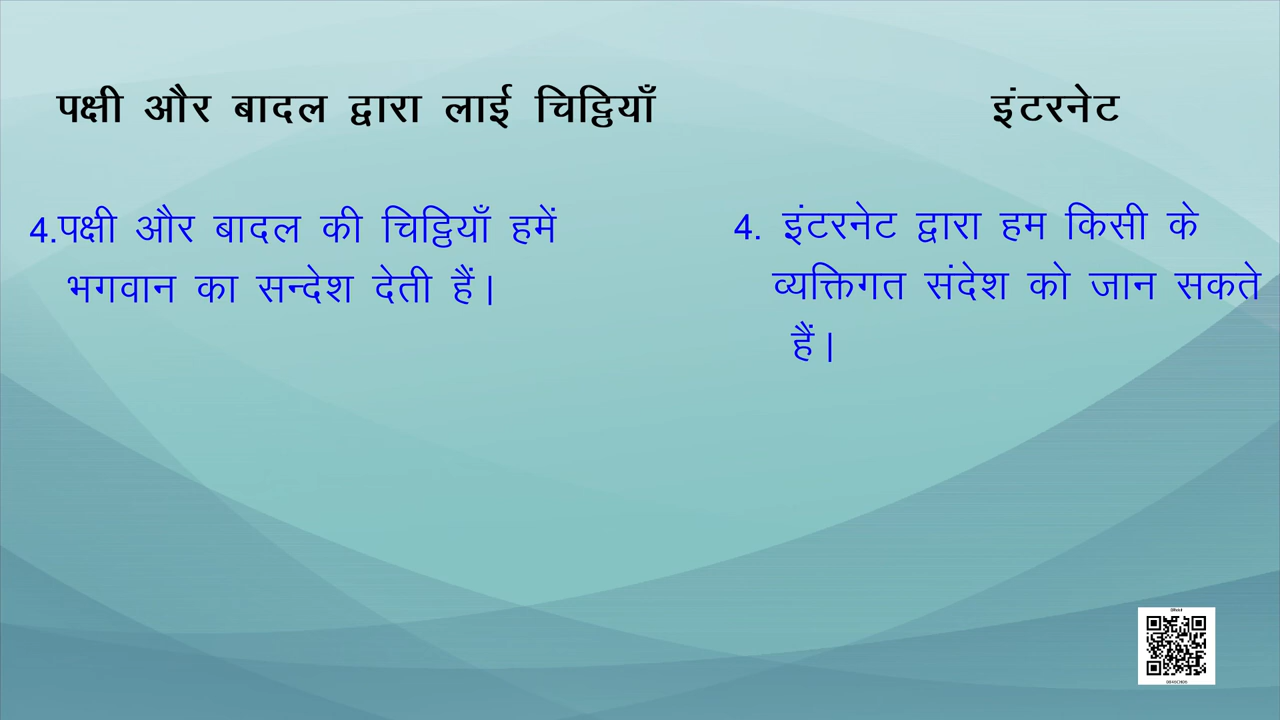 पक्षी और बादल द्वारा लाई चिट्ठियाँ
इंटरनेट
4.पक्षी और बादल की चिट्ठियाँ हमें
भगवान का सन्देश देती हैं।
4. इंटरनेट द्वारा हम किसी के
व्यक्तिगत संदेश को जान सकते
हैं।